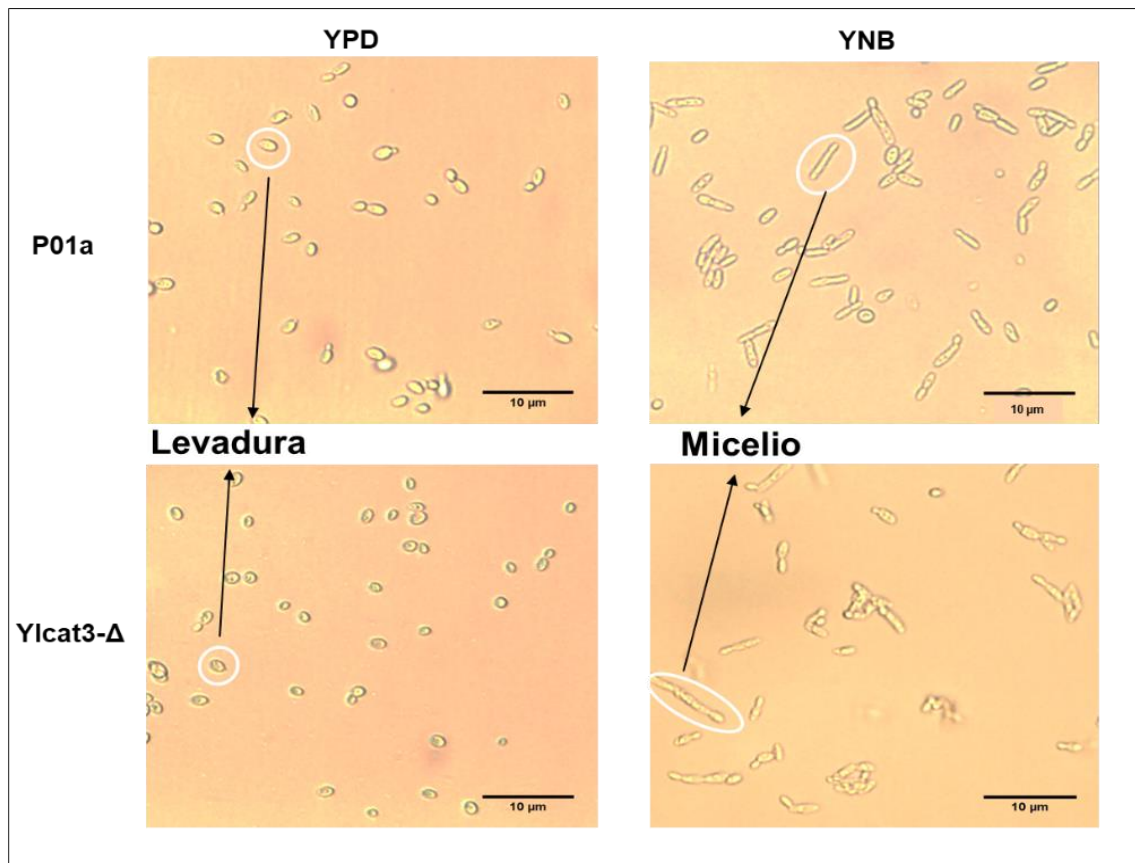 YPD
YNB
P01a
10 µm
10 µm
Levadura
Micelio
Ylcat3-Δ
10 µm
10 µm